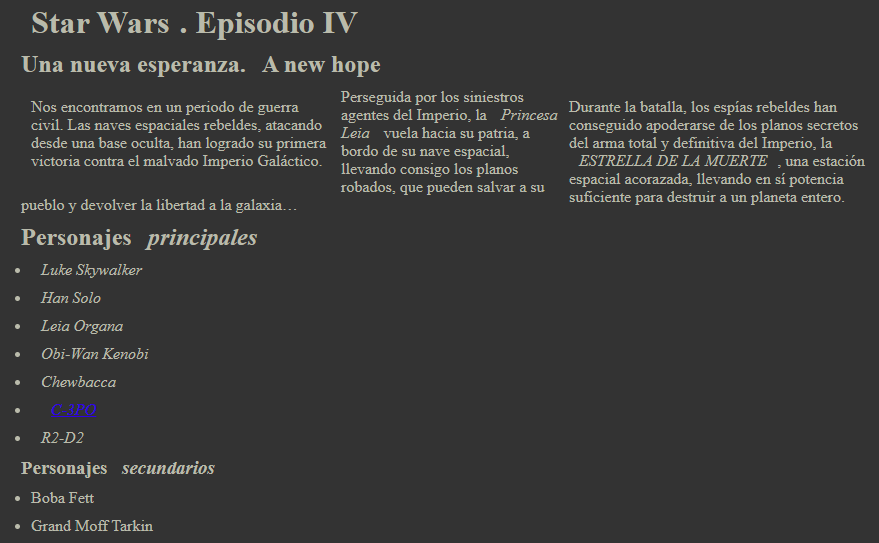 Star Wars . Episodio IV
Una nueva esperanza. A new hope
Nos encontramos en un periodo de guerra
civil. Las naves espaciales rebeldes, atacando
desde una base oculta, han logrado su primera
victoria contra el malvado Imperio Galáctico.
Durante la batalla, los espías rebeldes han
conseguido apoderarse de los planos secretos
del arma total y definitiva del Imperio, la
ESTRELLA DE LA MUERTE , una estación
espacial acorazada, llevando en sí potencia
suficiente para destruir a un planeta entero.
Perseguida por los siniestros
agentes del Imperio, la Princesa
Leia vuela hacia su patria, a
bordo de su nave espacial,
llevando consigo los planos
robados, que pueden salvar a su
pueblo y devolver la libertad a la galaxia…
Personajes principales
Luke Skywalker
Han Solo
Leia Organa
Obi-Wan Kenobi
Chewbacca
C-3PO
R2-D2
Personajes secundarios
Boba Fett
Grand Moff Tarkin